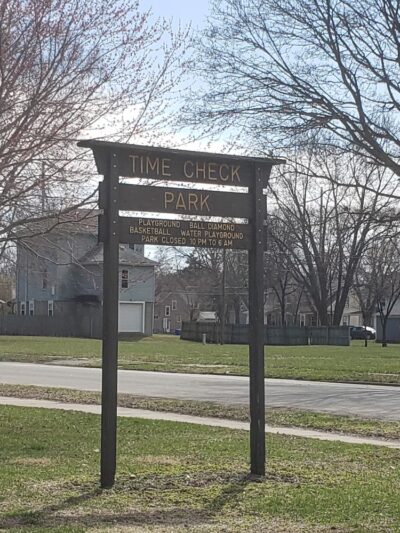 TIME CHECK
PARK
PLAYGROUND BALL DIAMOND
BASKETBALL WATER PLAYGROUND
PARK CLOSED 10 PM TO 6 AM